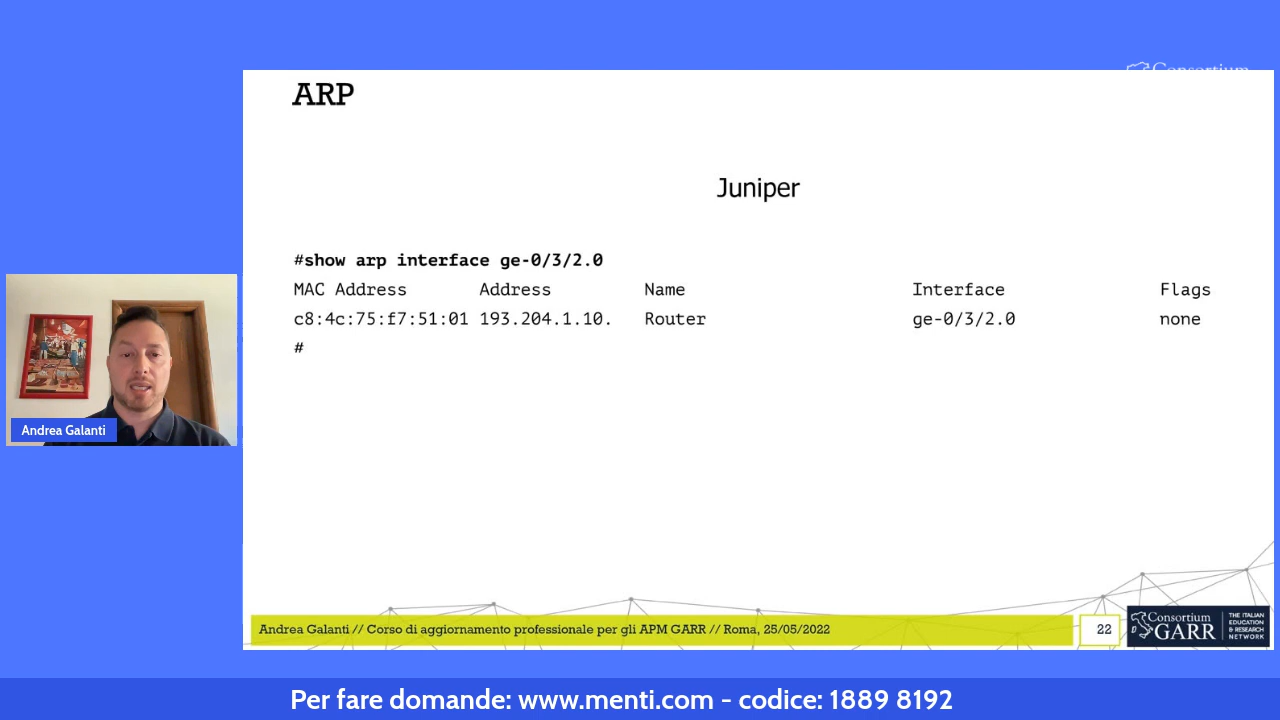 Consortium
ARP
Juniper
#show arp interface ge-0/3/2.0
MAC Address Address Name Interface Flags
c8:4c:75:f7:51:01 193.204.1.10. Router ge-0/3/2.0 none
#
Andrea Galanti
Andrea Galanti // Corso di aggiornamento professionale per gli APM GARR // Roma, 25/05/2022
22
Consortium
GARR
THE ITALIAN
EDUCATION
& RESEARCH
NETWORK
Per fare domande: www.menti.com - codice: 1889 8192